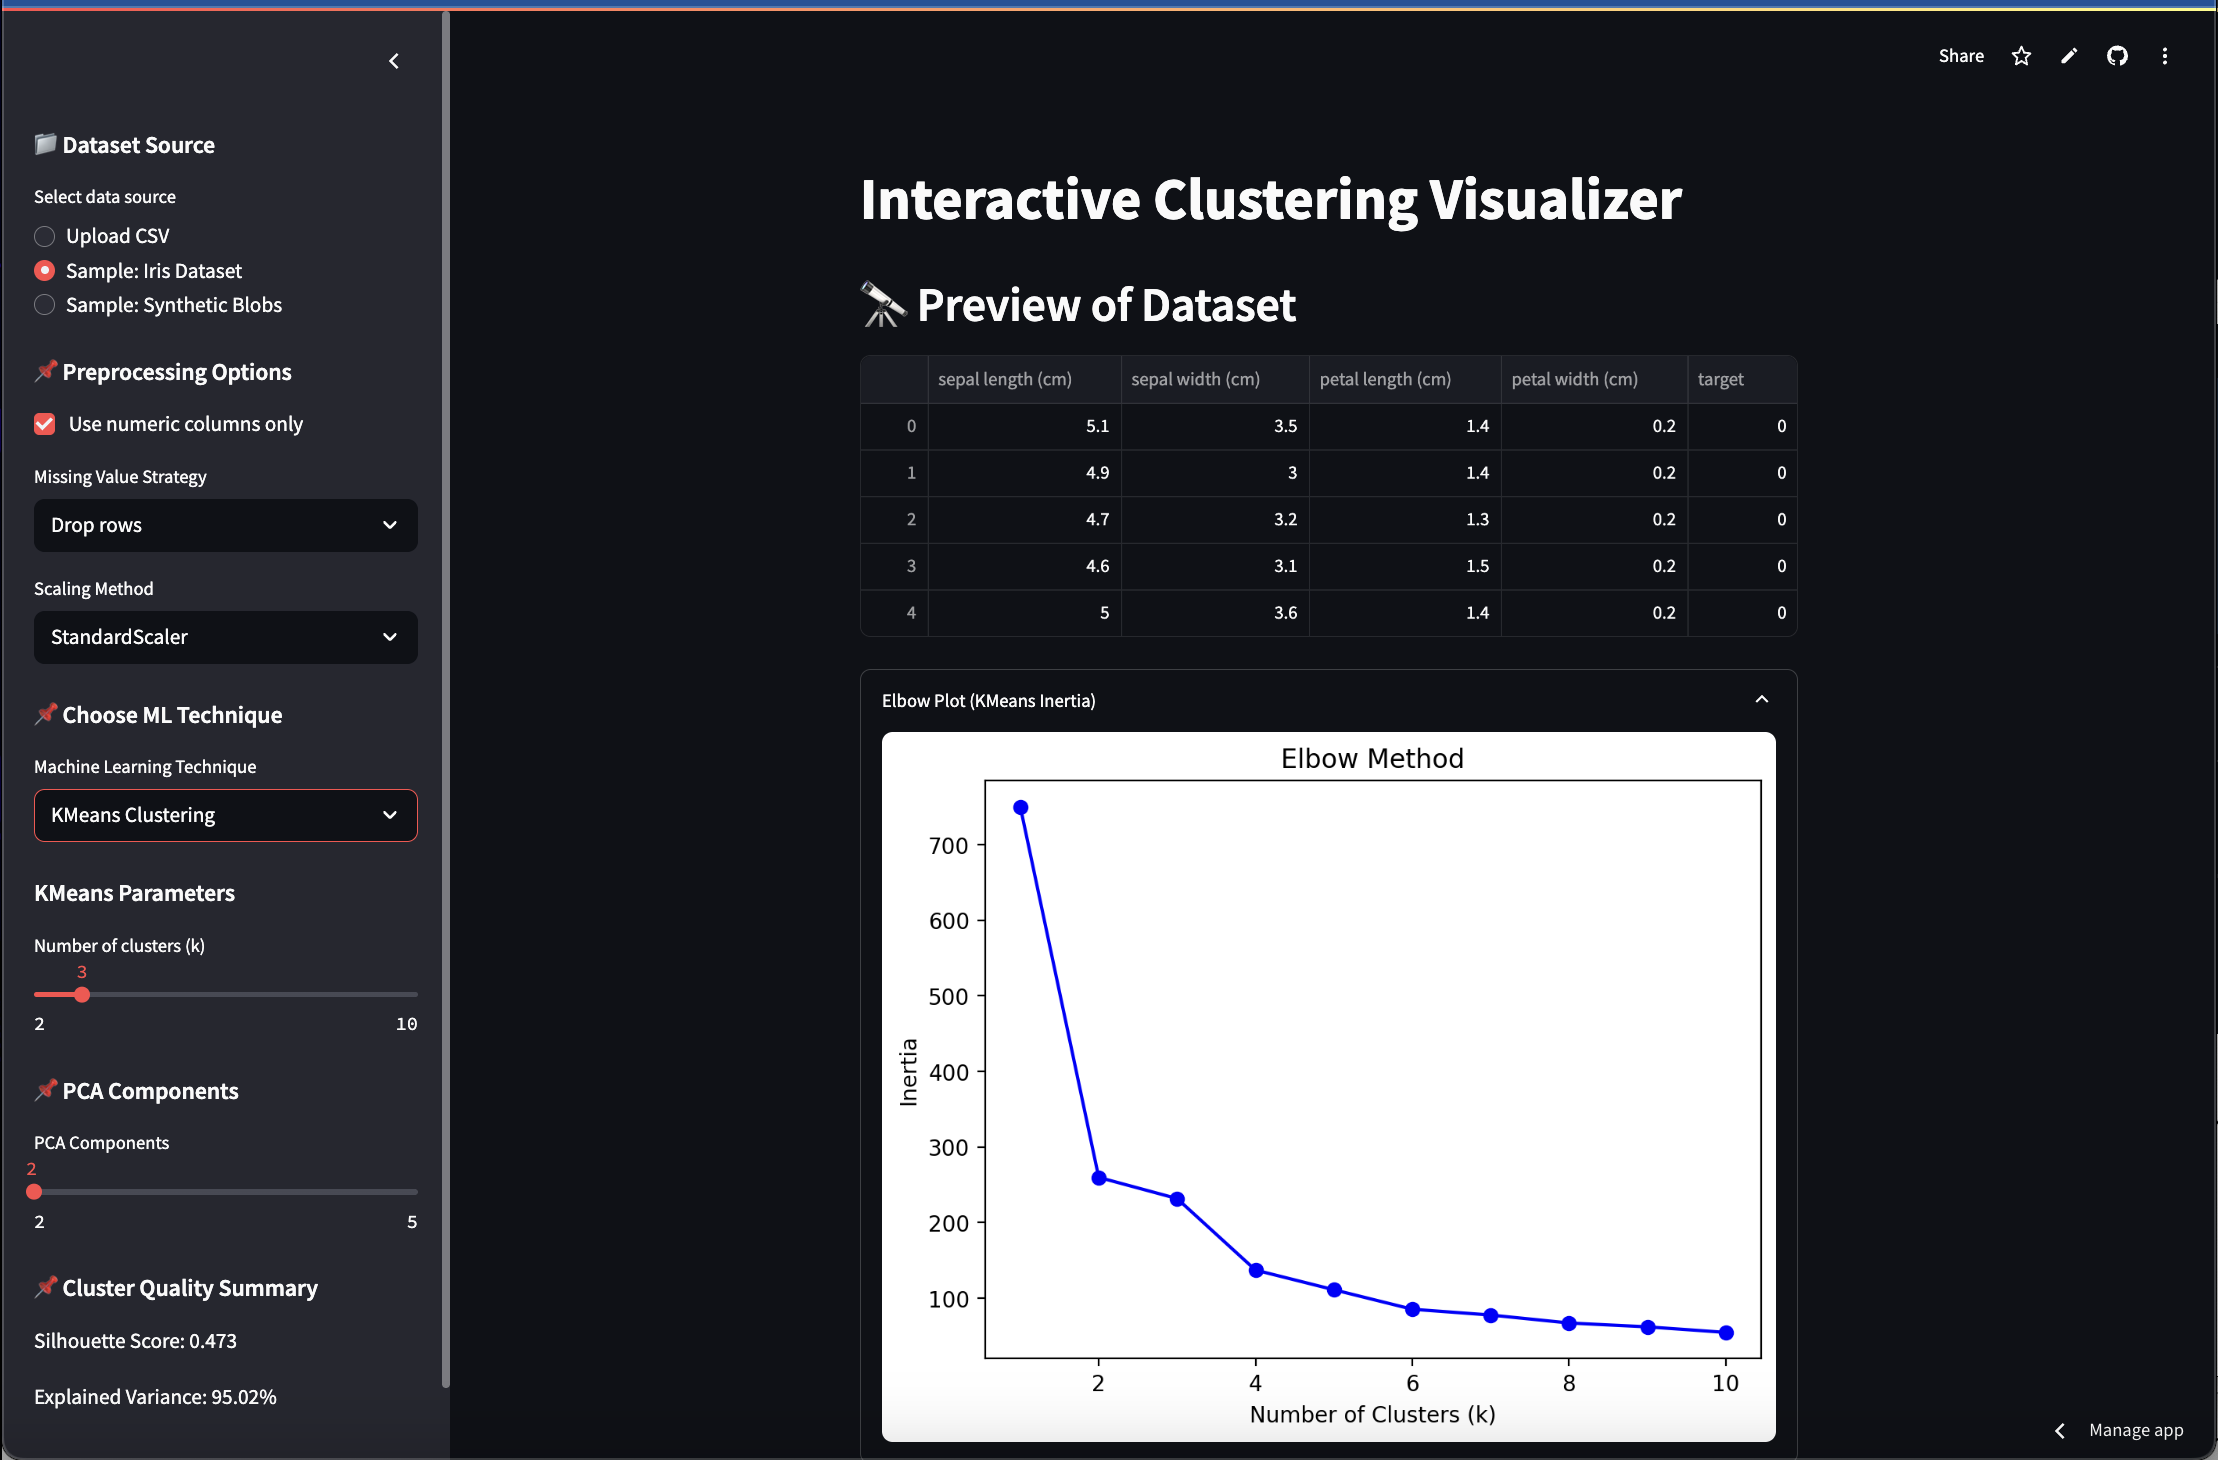 Share
Dataset Source
Select data source
Upload CSV
Sample: Iris Dataset
Sample: Synthetic Blobs
Preprocessing Options
Use numeric columns only
Missing Value Strategy
Drop rows
Scaling Method
StandardScaler
Choose ML Technique
Machine Learning Technique
KMeans Clustering
KMeans Parameters
Number of clusters (k)
3
2 10
PCA Components
PCA Components
2
2 5
Cluster Quality Summary
Silhouette Score: 0.473
Explained Variance: 95.02%
Interactive Clustering Visualizer
Preview of Dataset
sepal length (cm) sepal width (cm) petal length (cm) petal width (cm) target
0 5.1 3.5 1.4 0.2 0
1 4.9 3 1.4 0.2 0
2 4.7 3.2 1.3 0.2 0
3 4.6 3.1 1.5 0.2 0
4 5 3.6 1.4 0.2 0
Elbow Plot (KMeans Inertia)
Elbow Method
700
600
500
400
300
200
100
Inertia
2 4 6 8 10
Number of Clusters (k)
Manage app